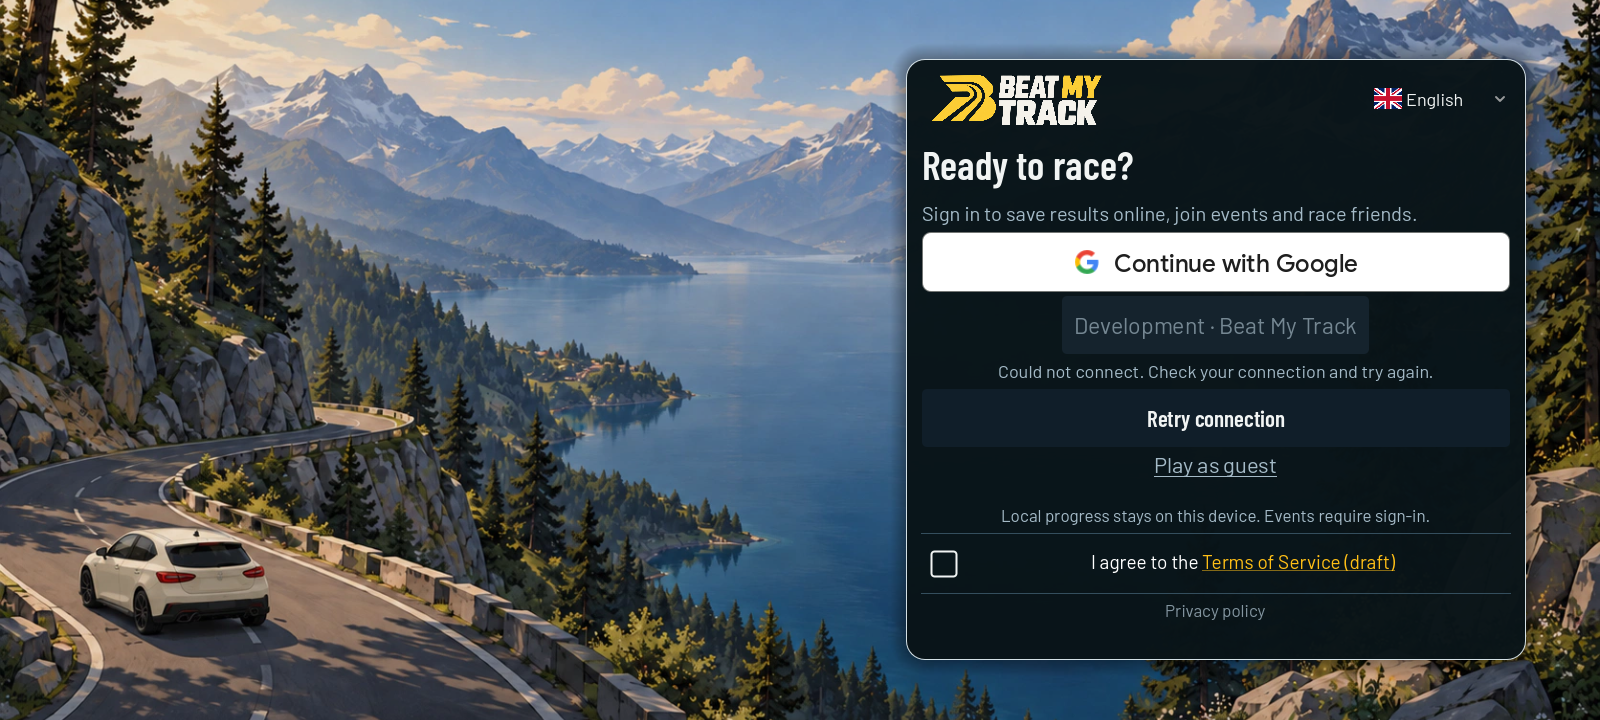 BEAT MY
TRACK
English
Ready to race?
Sign in to save results online, join events and race friends.
Continue with Google
Development · Beat My Track
Could not connect. Check your connection and try again.
Retry connection
Play as guest
Local progress stays on this device. Events require sign-in.
I agree to the Terms of Service (draft)
Privacy policy